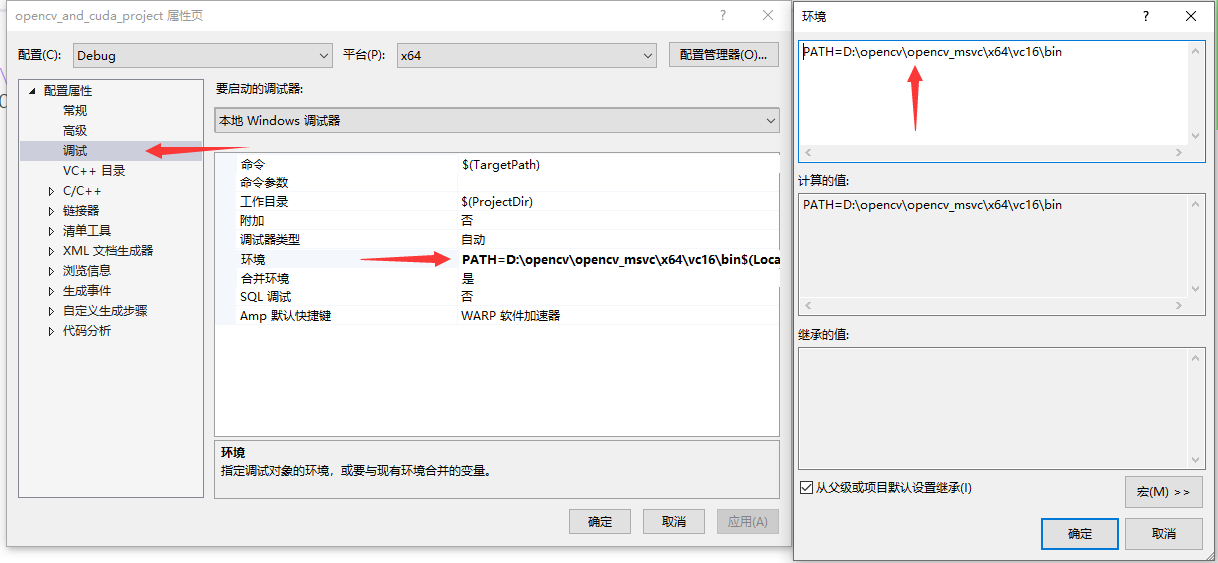 opencv_and_cuda_project 属性页
?
配置(C):
Debug
平台(P):
x64
配置管理器(O)...
配置属性
常规
高级
调试
VC++ 目录
C/C++
链接器
清单工具
XML 文档生成器
浏览信息
生成事件
自定义生成步骤
代码分析
要启动的调试器:
本地 Windows 调试器
命令 $(TargetPath)
命令参数
工作目录 $(ProjectDir)
附加 否
调试器类型 自动
环境 PATH=D:\opencv\opencv_msvc\x64\vc16\bin$(Loca
合并环境 是
SQL 调试 否
Amp 默认快捷键 WARP 软件加速器
环境
指定调试对象的环境，或要与现有环境合并的变量。
确定
取消
应用(A)
环境
?
PATH=D:\opencv\opencv_msvc\x64\vc16\bin
计算的值:
PATH=D:\opencv\opencv_msvc\x64\vc16\bin
继承的值:
从父级或项目默认设置继承(I)
宏(M) >>
确定
取消